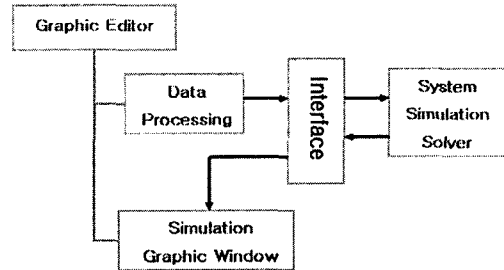 Graphic Editor
Data
Processing
Interface
System
Simulation
Solver
Simulation
Graphic Window